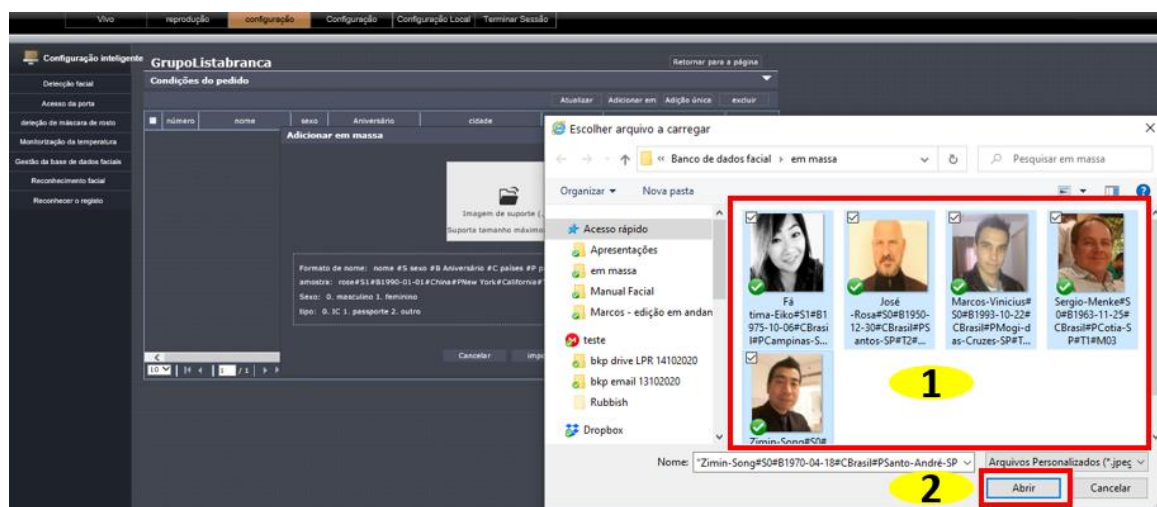 Vivo reprodução configuração Configuração Configuração Local Terminar Sessão
Configuração inteligente
Detecção facial
Acesso da porta
deleção de máscara de rosto
Monitorização da temperatura
Gestão da base de dados faciais
Reconhecimento facial
Reconhecer o registo
GrupoListabranca
Retornar para a página
Condições do pedido
Atualizar Adicionar em Adição única excluir
número nome sexo Aniversário cidade
Adicionar em massa
Imagem de suporte (.
Suporta tamanho máximo
Formato de nome: nome #S sexo #B Aniversário #C países #P p
amostra: rose#S1#B1990-01-01#China#PNew York#California#T
Sexo: 0. masculino 1. feminino
tipo: 0. IC 1. passporte 2. outro
Cancelar impo
10 1 / 1
Escolher arquivo a carregar
« Banco de dados facial › em massa
Pesquisar em massa
Organizar Nova pasta
Acesso rápido
Apresentações
em massa
Manual Facial
Marcos - edição em andan
teste
bkp drive LPR 14102020
bkp email 13102020
Rubbish
Dropbox
Fá
tima-Eiko#S1#B1
975-10-06#CBrasi
l#PCampinas-S...
José
-Rosa#S0#B1950-
12-30#CBrasil#PS
antos-SP#T2#...
Marcos-Vinicius#
S0#B1993-10-22#
CBrasil#PMogi-d
as-Cruzes-SP#T...
Sergio-Menke#S
0#B1963-11-25#
CBrasil#PCotia-S
P#T1#M03
Zimin-Song#S0#
1
Nome: "Zimin-Song#S0#B1970-04-18#CBrasil#PSanto-André-SP
Arquivos Personalizados (*.jpeg
2
Abrir Cancelar